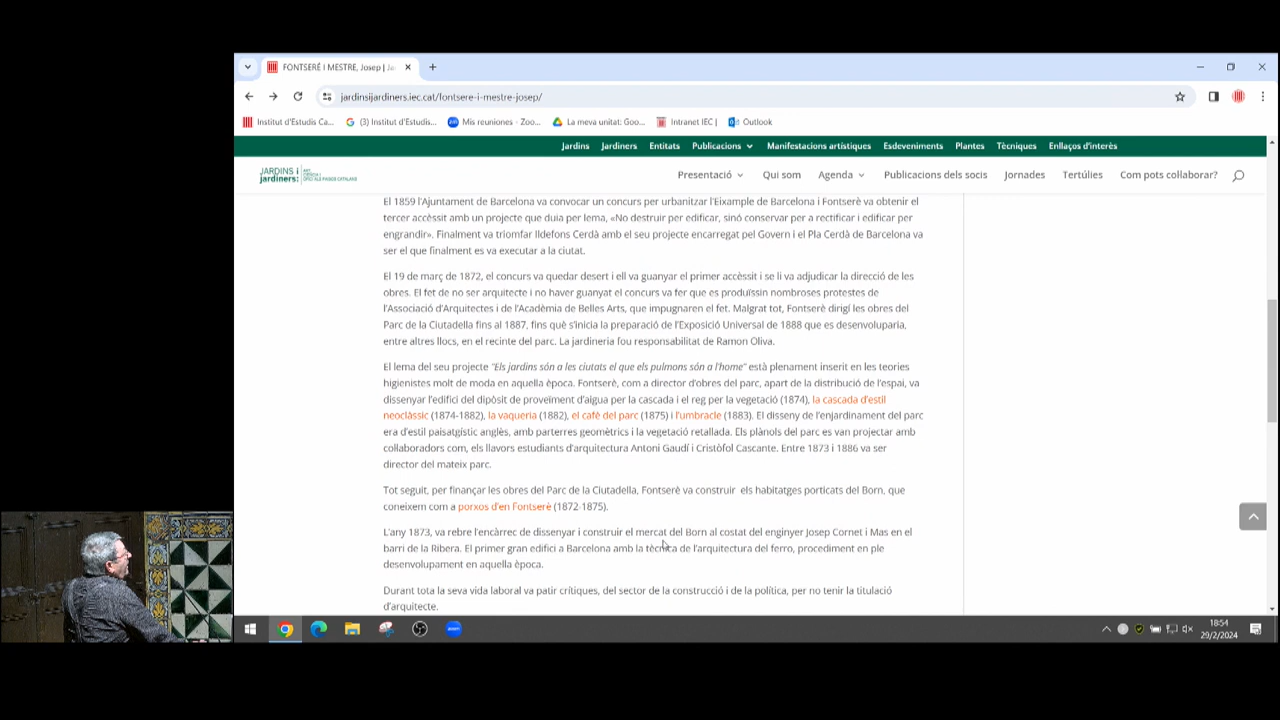 FONTSERÉ I MESTRE, Josep | Ja
jardinsijardiners.iec.cat/fontsere-i-mestre-josep/
Institut d'Estudis Ca... (3) Institut d'Estudis... Mis reuniones - Zoo... La meva unitat: Goo... Intranet IEC | Outlook
Jardins Jardiners Entitats Publicacions Manifestacions artístiques Esdeveniments Plantes Tècniques Enllaços d'interès
JARDINS i
jardiners:
Presentació Qui som Agenda Publicacions dels socis Jornades Tertúlies Com pots col·laborar?
El 1859 l'Ajuntament de Barcelona va convocar un concurs per urbanitzar l'Eixample de Barcelona i Fontserè va obtenir el
tercer accèssit amb un projecte que duia per lema, «No destruir per edificar, sinó conservar per a rectificar i edificar per
engrandir». Finalment va triomfar Ildefons Cerdà amb el seu projecte encarregat pel Govern i el Pla Cerdà de Barcelona va
ser el que finalment es va executar a la ciutat.
El 19 de març de 1872, el concurs va quedar desert i ell va guanyar el primer accèssit i se li va adjudicar la direcció de les
obres. El fet de no ser arquitecte i no haver guanyat el concurs va fer que es produïssin nombroses protestes de
l'Associació d'Arquitectes i de l'Acadèmia de Belles Arts, que impugnaren el fet. Malgrat tot, Fontserè dirigí les obres del
Parc de la Ciutadella fins al 1887, fins què s'inicia la preparació de l'Exposició Universal de 1888 que es desenvoluparia,
entre altres llocs, en el recinte del parc. La jardineria fou responsabilitat de Ramon Oliva.
El lema del seu projecte "Els jardins són a les ciutats el que els pulmons són a l'home" està plenament inserit en les teories
higienistes molt de moda en aquella època. Fontserè, com a director d'obres del parc, apart de la distribució de l'espai, va
dissenyar l'edifici del dipòsit de proveïment d'aigua per la cascada i el reg per la vegetació (1874), la cascada d'estil
neoclàssic (1874-1882), la vaqueria (1882), el cafè del parc (1875) i l'umbracle (1883). El disseny de l'enjardinament del parc
era d'estil paisatgístic anglès, amb parterres geomètrics i la vegetació retallada. Els plànols del parc es van projectar amb
col·laboradors com, els llavors estudiants d'arquitectura Antoni Gaudí i Cristòfol Cascante. Entre 1873 i 1886 va ser
director del mateix parc.
Tot seguit, per finançar les obres del Parc de la Ciutadella, Fontserè va construir els habitatges porticats del Born, que
coneixem com a porxos d'en Fontserè (1872-1875).
L'any 1873, va rebre l'encàrrec de dissenyar i construir el mercat del Born al costat del enginyer Josep Cornet i Mas en el
barri de la Ribera. El primer gran edifici a Barcelona amb la tècnica de l'arquitectura del ferro, procediment en ple
desenvolupament en aquella època.
Durant tota la seva vida laboral va patir crítiques, del sector de la construcció i de la política, per no tenir la titulació
d'arquitecte.
18:54
29/2/2024